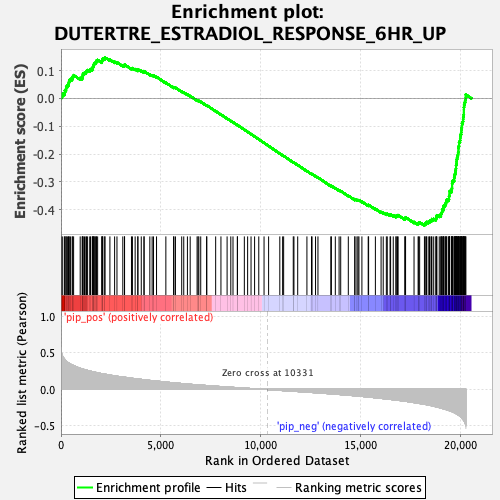 Enrichment plot:
DUTERTRE_ESTRADIOL_RESPONSE_6HR_UP
Enrichment score (ES)
0.1
0.0
-0.1
-0.2
-0.3
-0.4
Ranked list metric (Pearson)
1.0
0.5
0.0
-0.5
'pip_pos' (positively correlated)
Zero cross at 10331
'pip_neg' (negatively correlated)
0
5,000
10,000
15,000
20,000
Rank in Ordered Dataset
Enrichment profile
Hits
Ranking metric scores